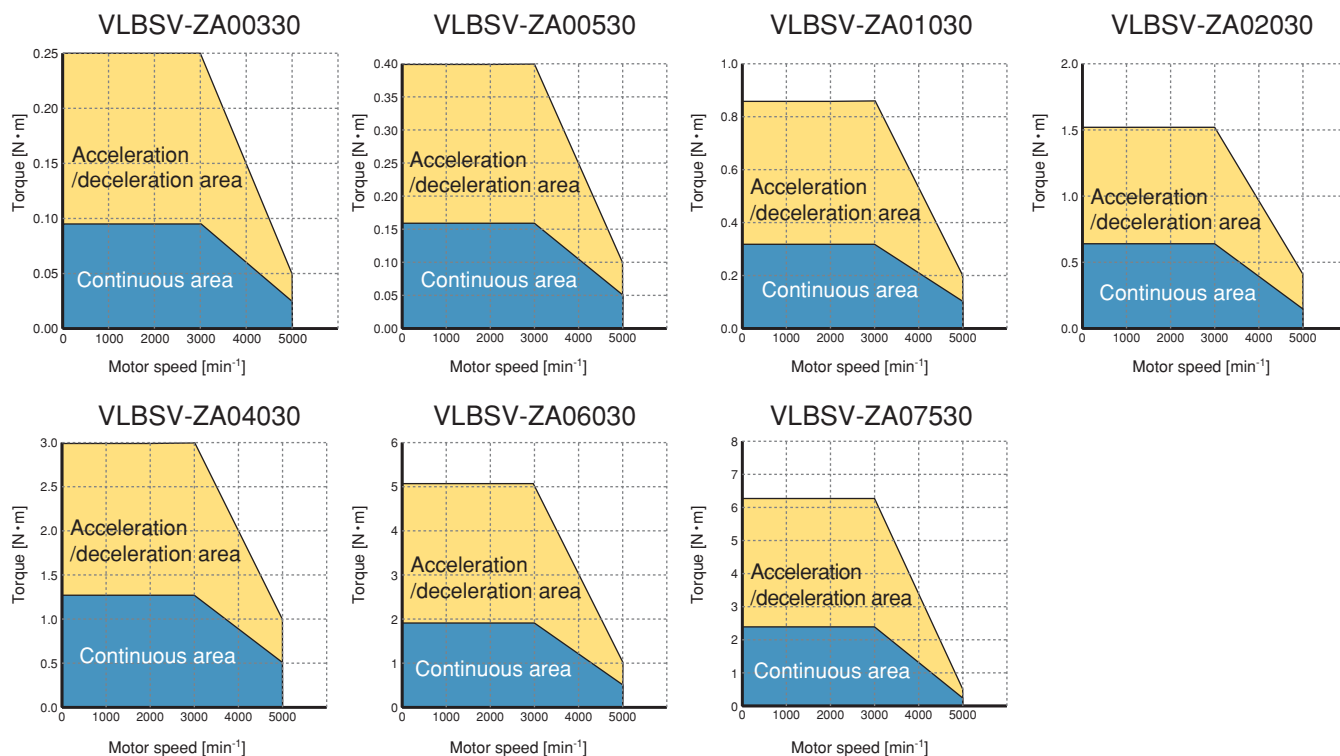 VLBSV-ZA00330
0.25
0.20
0.15
0.10
0.05
0.00
Torque [N・m]
Acceleration
/deceleration area
Continuous area
0 1000 2000 3000 4000 5000
Motor speed [min⁻¹]
VLBSV-ZA00530
0.40
0.35
0.30
0.25
0.20
0.15
0.10
0.05
0.00
Torque [N・m]
Acceleration
/deceleration area
Continuous area
0 1000 2000 3000 4000 5000
Motor speed [min⁻¹]
VLBSV-ZA01030
1.0
0.8
0.6
0.4
0.2
0.0
Torque [N・m]
Acceleration
/deceleration area
Continuous area
0 1000 2000 3000 4000 5000
Motor speed [min⁻¹]
VLBSV-ZA02030
2.0
1.5
1.0
0.5
0.0
Torque [N・m]
Acceleration
/deceleration area
Continuous area
0 1000 2000 3000 4000 5000
Motor speed [min⁻¹]
VLBSV-ZA04030
3.0
2.5
2.0
1.5
1.0
0.5
0.0
Torque [N・m]
Acceleration
/deceleration area
Continuous area
0 1000 2000 3000 4000 5000
Motor speed [min⁻¹]
VLBSV-ZA06030
6
5
4
3
2
1
0
Torque [N・m]
Acceleration
/deceleration area
Continuous area
0 1000 2000 3000 4000 5000
Motor speed [min⁻¹]
VLBSV-ZA07530
8
7
6
5
4
3
2
1
0
Torque [N・m]
Acceleration
/deceleration area
Continuous area
0 1000 2000 3000 4000 5000
Motor speed [min⁻¹]